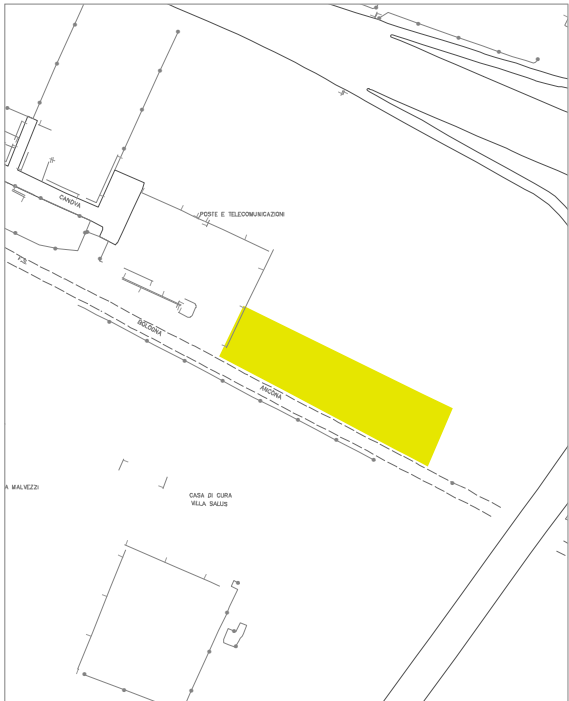 CANOVA
POSTE E TELECOMUNICAZIONI
BOLOGNA
ANCONA
A MALVEZZI
CASA DI CURA
VILLA SALUS